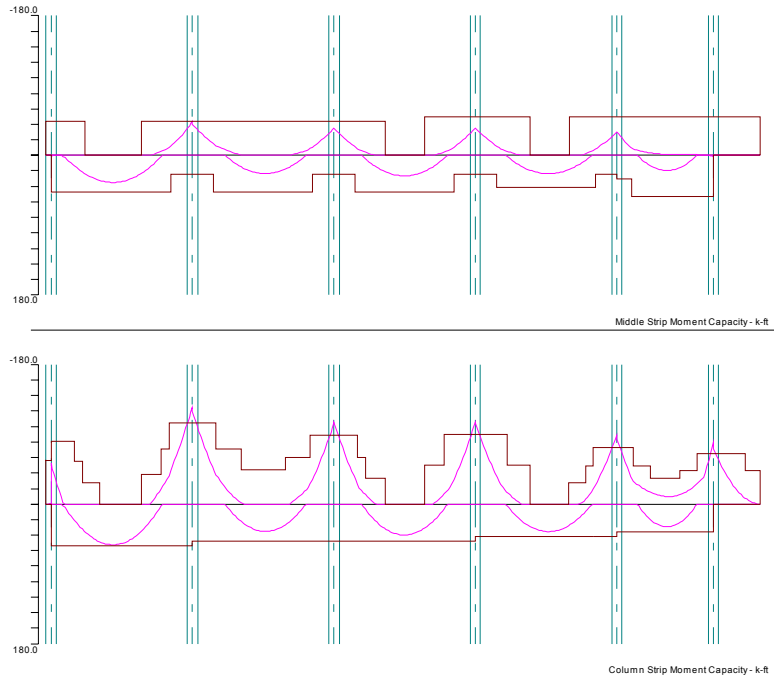 -180.0
180.0
Middle Strip Moment Capacity - k-ft
-180.0
180.0
Column Strip Moment Capacity - k-ft